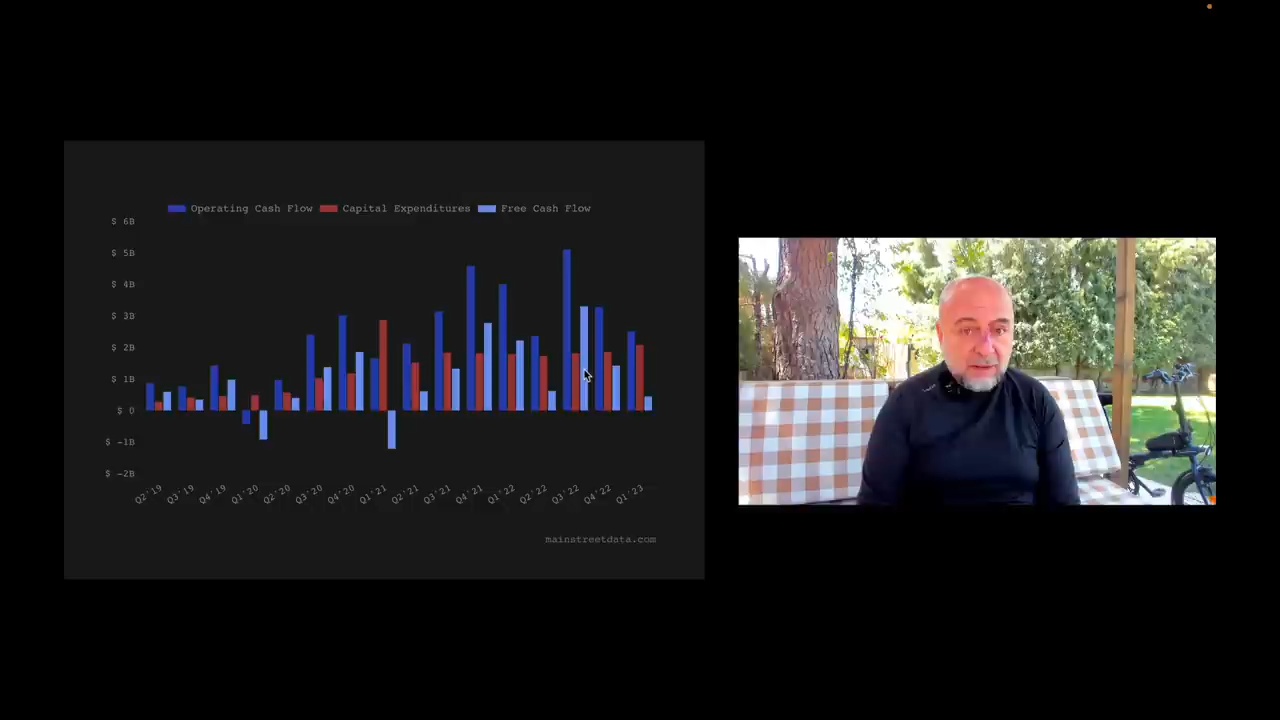 Operating Cash Flow Capital Expenditures Free Cash Flow
$ 6B
$ 5B
$ 4B
$ 3B
$ 2B
$ 1B
$ 0
$ -1B
$ -2B
Q2'19 Q3'19 Q4'19 Q1'20 Q2'20 Q3'20 Q4'20 Q1'21 Q2'21 Q3'21 Q4'21 Q1'22 Q2'22 Q3'22 Q4'22 Q1'23
mainstreetdata.com